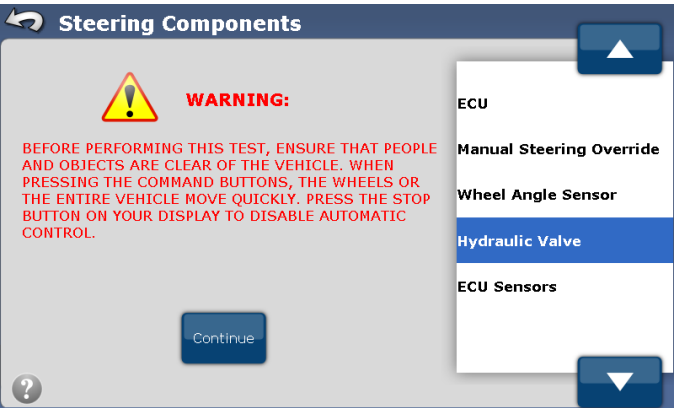 Steering Components
WARNING:
BEFORE PERFORMING THIS TEST, ENSURE THAT PEOPLE
AND OBJECTS ARE CLEAR OF THE VEHICLE. WHEN
PRESSING THE COMMAND BUTTONS, THE WHEELS OR
THE ENTIRE VEHICLE MOVE QUICKLY. PRESS THE STOP
BUTTON ON YOUR DISPLAY TO DISABLE AUTOMATIC
CONTROL.
Continue
ECU
Manual Steering Override
Wheel Angle Sensor
Hydraulic Valve
ECU Sensors
?